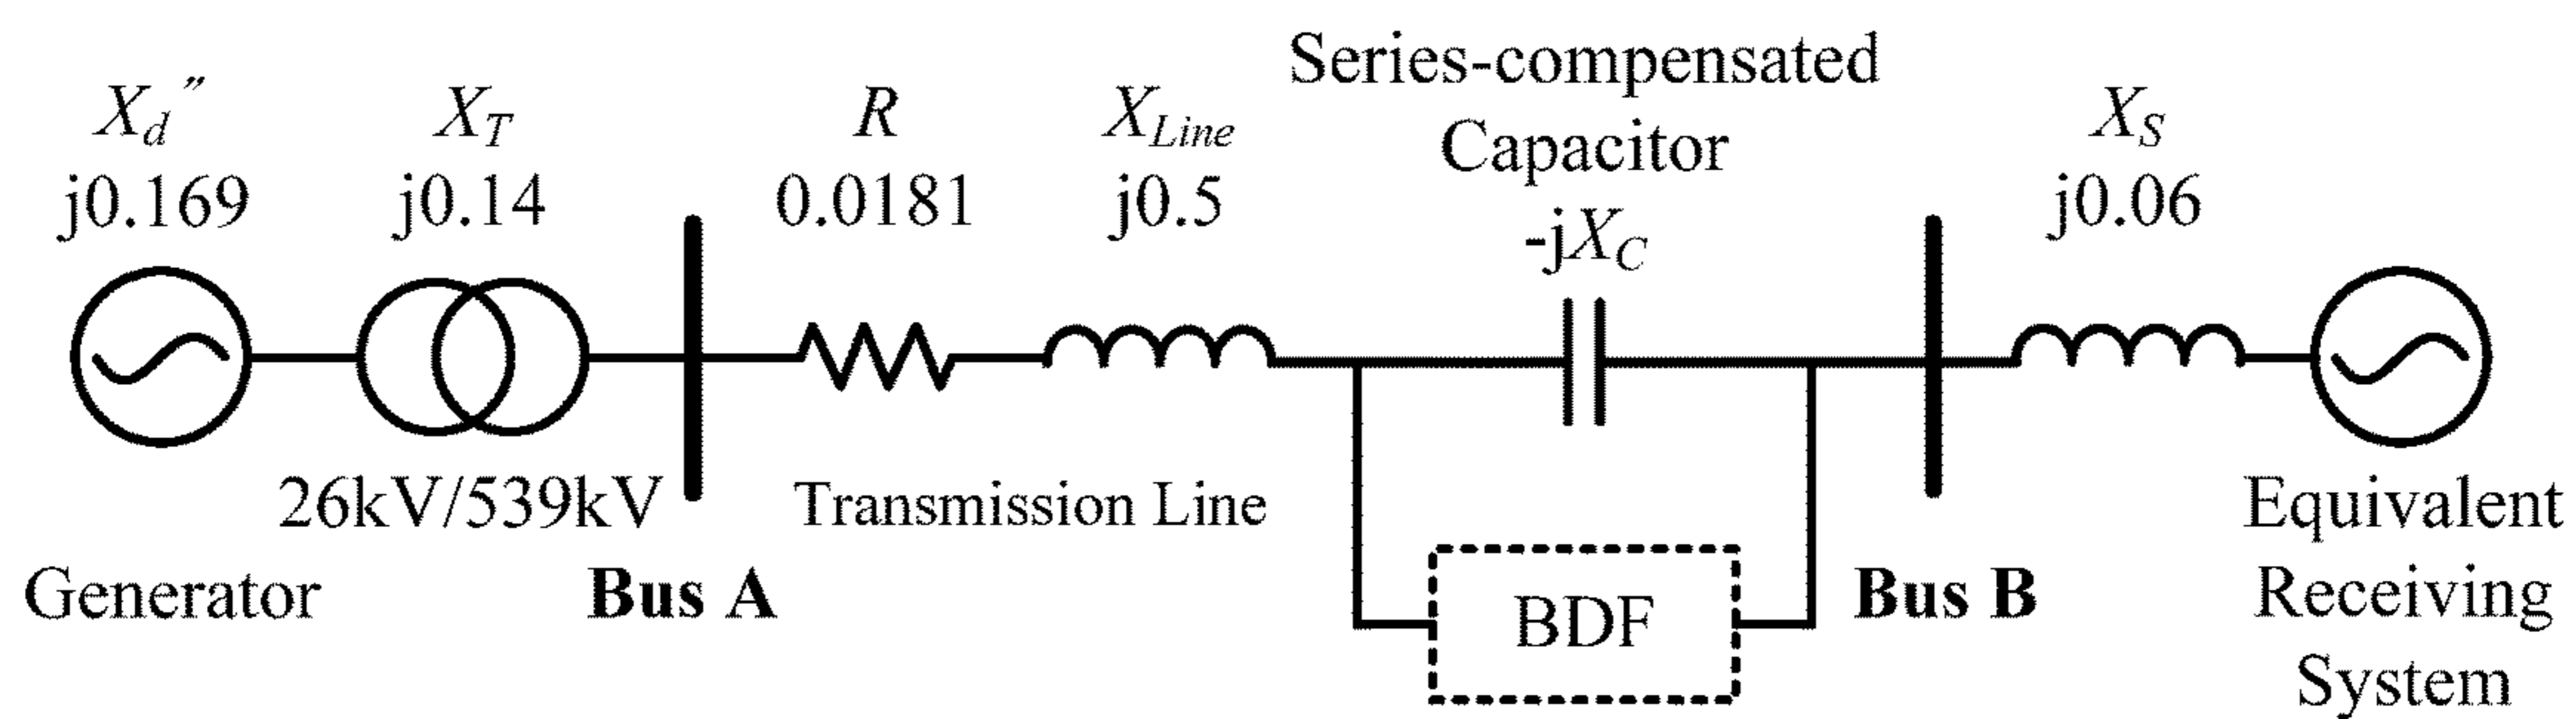 X_d″
j0.169
X_T
j0.14
R
0.0181
X_Line
j0.5
Series-compensated
Capacitor
-jX_C
X_S
j0.06
26kV/539kV
Generator
Bus A
Transmission Line
BDF
Bus B
Equivalent
Receiving
System